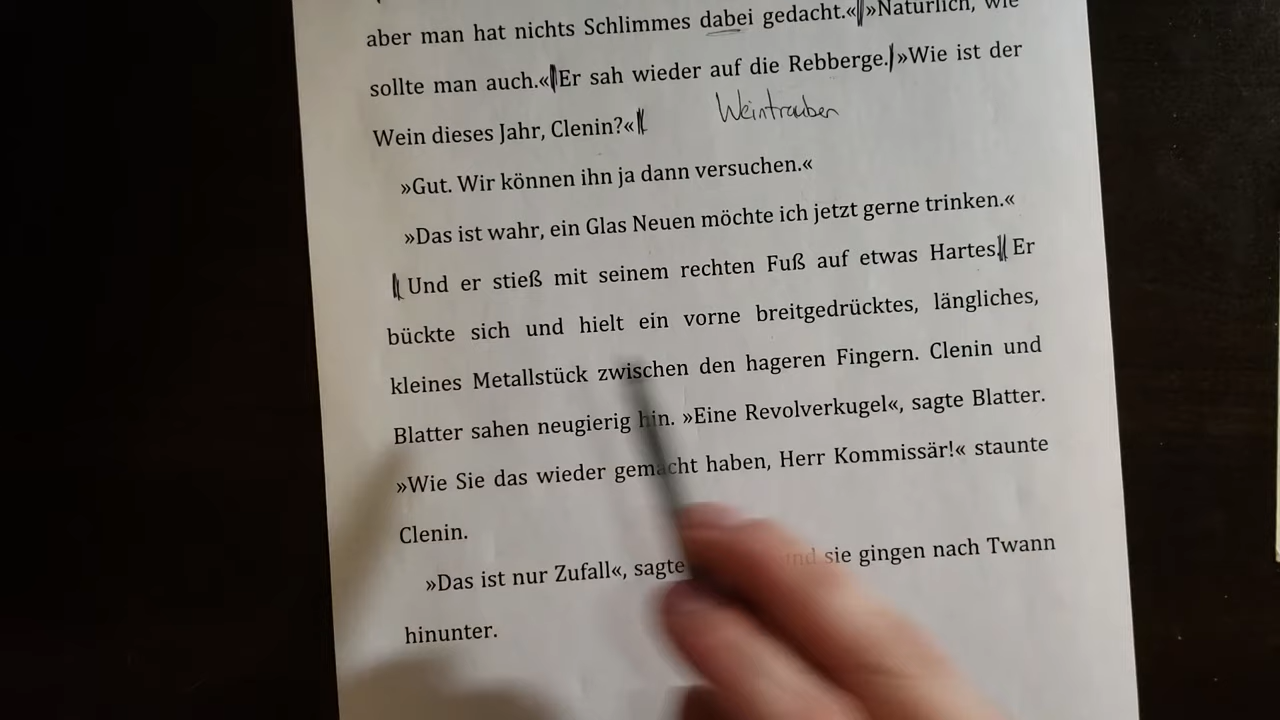 aber man hat nichts Schlimmes dabei gedacht.« »Natürlich, wie
sollte man auch.« Er sah wieder auf die Rebberge. »Wie ist der
Wein dieses Jahr, Clenin?«
Weintrauben
»Gut. Wir können ihn ja dann versuchen.«
»Das ist wahr, ein Glas Neuen möchte ich jetzt gerne trinken.«
Und er stieß mit seinem rechten Fuß auf etwas Hartes. Er
bückte sich und hielt ein vorne breitgedrücktes, längliches,
kleines Metallstück zwischen den hageren Fingern. Clenin und
Blatter sahen neugierig hin. »Eine Revolverkugel«, sagte Blatter.
»Wie Sie das wieder gemacht haben, Herr Kommissär!« staunte
Clenin.
»Das ist nur Zufall«, sagte und sie gingen nach Twann
hinunter.